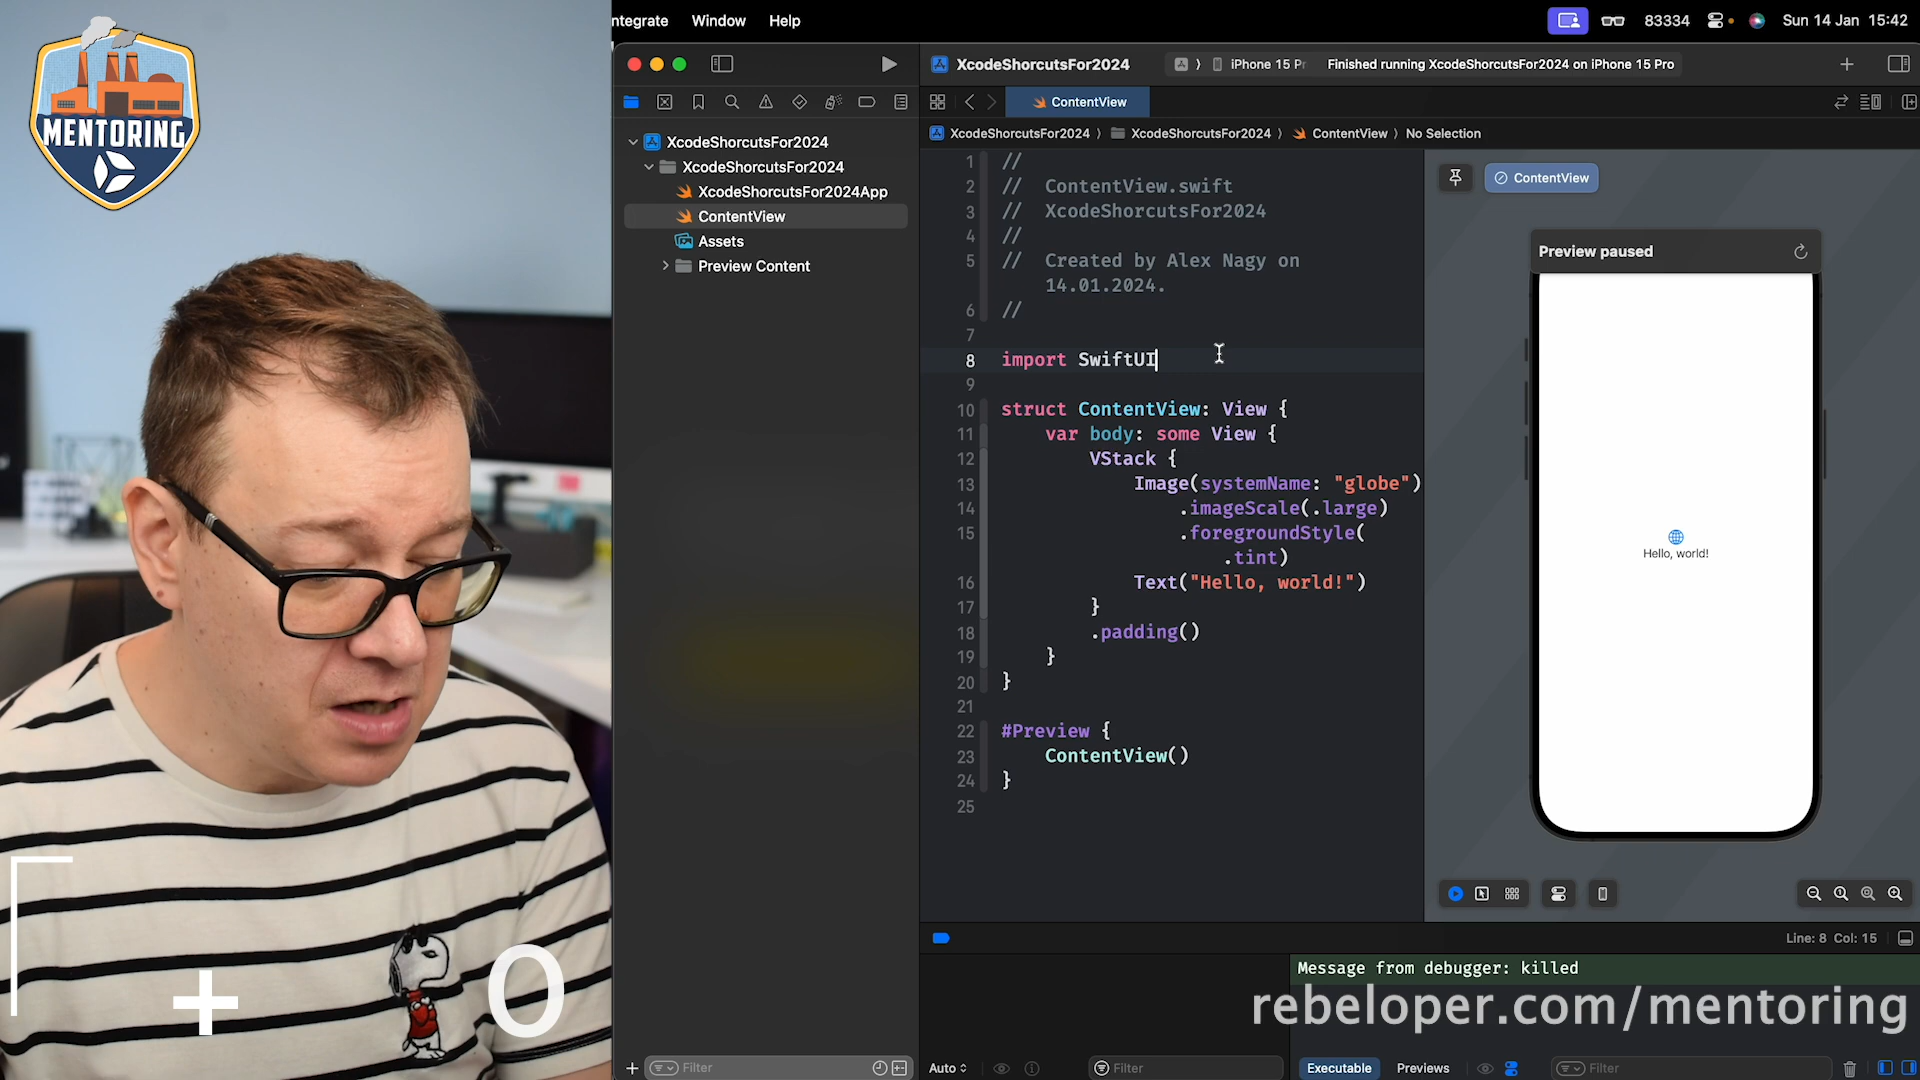 MENTORING
ntegrate Window Help
83334 Sun 14 Jan 15:42
XcodeShorcutsFor2024
iPhone 15 Pr
Finished running XcodeShorcutsFor2024 on iPhone 15 Pro
ContentView
XcodeShorcutsFor2024 XcodeShorcutsFor2024 ContentView No Selection
XcodeShorcutsFor2024
XcodeShorcutsFor2024
XcodeShorcutsFor2024App
ContentView
Assets
Preview Content
1 //
2 // ContentView.swift
3 // XcodeShorcutsFor2024
4 //
5 // Created by Alex Nagy on
14.01.2024.
6 //
7
8 import SwiftUI
9
10 struct ContentView: View {
11 var body: some View {
12 VStack {
13 Image(systemName: "globe")
14 .imageScale(.large)
15 .foregroundStyle(
.tint)
16 Text("Hello, world!")
17 }
18 .padding()
19 }
20 }
21
22 #Preview {
23 ContentView()
24 }
25
ContentView
Preview paused
Hello, world!
Line: 8 Col: 15
Message from debugger: killed
rebeloper.com/mentoring
+ O
Filter
Auto
Filter
Executable Previews
Filter